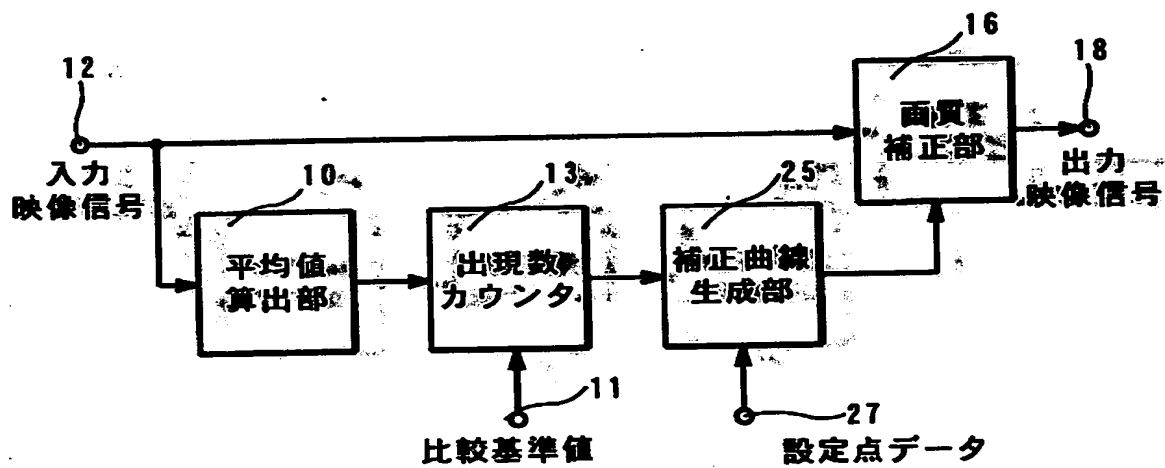 16
18
12
画質
補正部
入力
映像信号
出力
映像信号
10
13
25
平均値
算出部
出現数
カウンタ
補正曲線
生成部
11
27
比較基準値
設定点データ